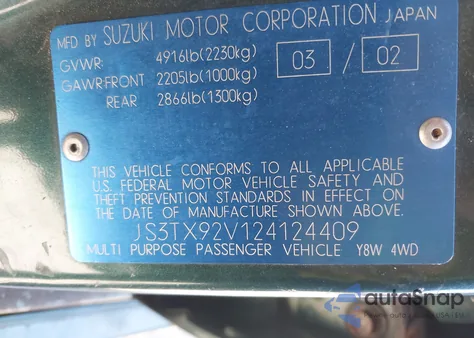 MFD BY SUZUKI MOTOR CORPORATION JAPAN
GVWR: 4916lb(2230kg)
GAWR:FRONT 2205lb(1000kg) 03 / 02
REAR 2866lb(1300kg)
THIS VEHICLE CONFORMS TO ALL APPLICABLE
U.S. FEDERAL MOTOR VEHICLE SAFETY AND
THEFT PREVENTION STANDARDS IN EFFECT ON
THE DATE OF MANUFACTURE SHOWN ABOVE.
JS3TX92V124124409
MULTI PURPOSE PASSENGER VEHICLE Y8W 4WD
autoSnap